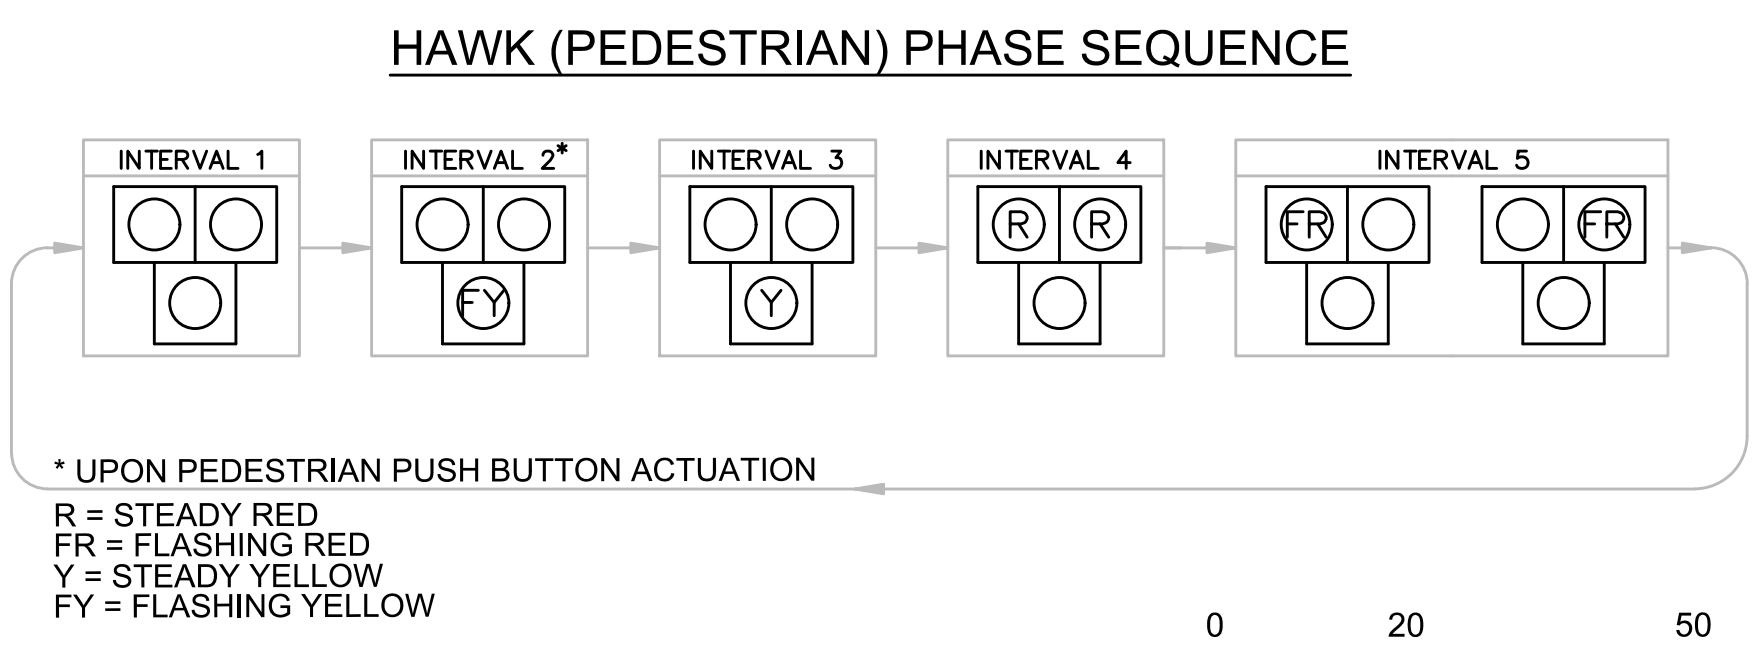 HAWK (PEDESTRIAN) PHASE SEQUENCE
INTERVAL 1
INTERVAL 2*
INTERVAL 3
INTERVAL 4
INTERVAL 5
R R
FR FR
FY
Y
* UPON PEDESTRIAN PUSH BUTTON ACTUATION
R = STEADY RED
FR = FLASHING RED
Y = STEADY YELLOW
FY = FLASHING YELLOW
0 20 50